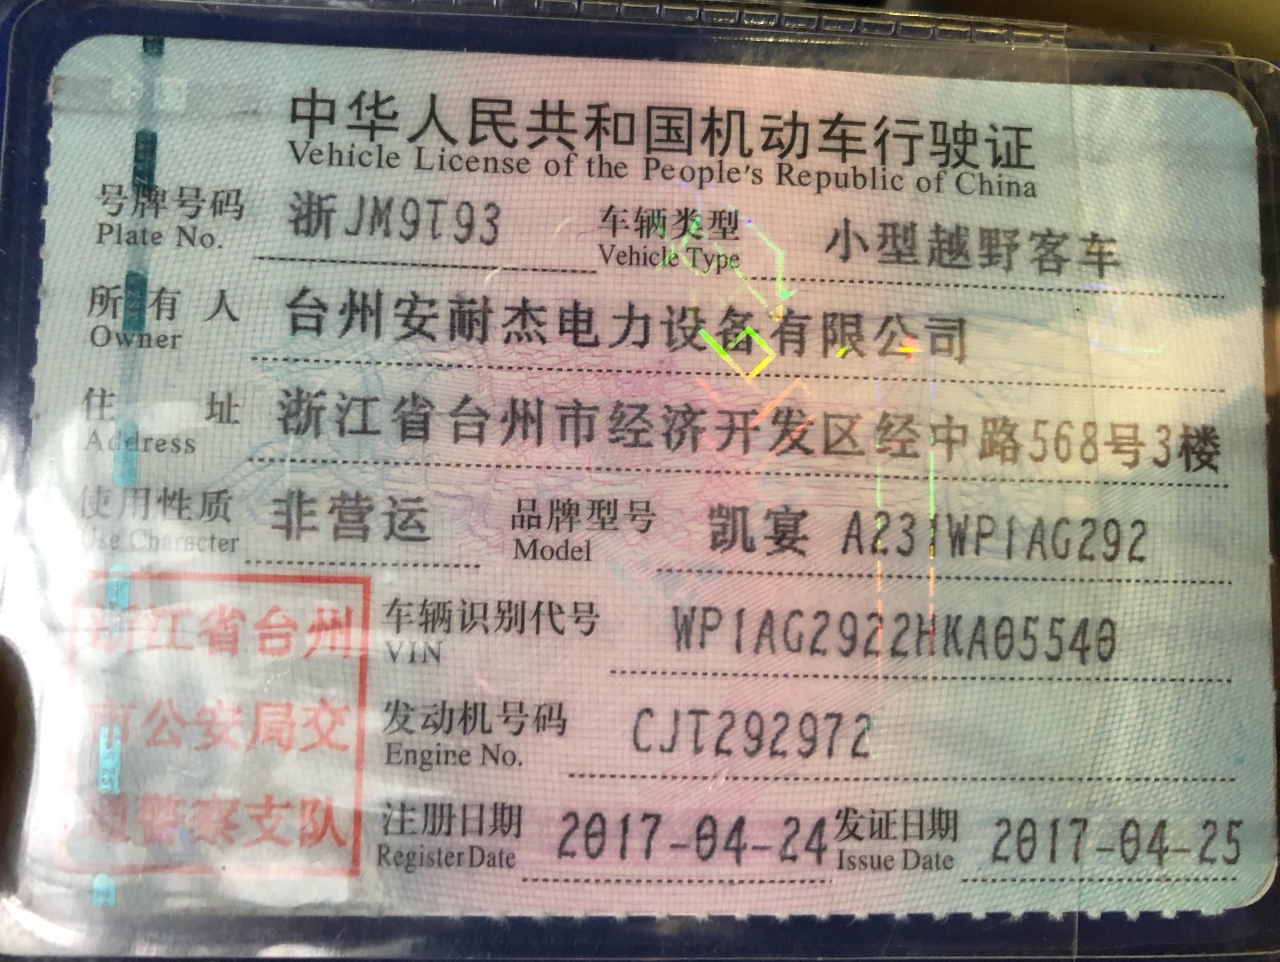 中华人民共和国机动车行驶证
Vehicle License of the People's Republic of China
号牌号码 浙JM9T93 车辆类型 小型越野客车
Plate No. Vehicle Type
所有人 台州安耐杰电力设备有限公司
Owner
住址 浙江省台州市经济开发区经中路568号3楼
Address
使用性质 非营运 品牌型号 凯宴 A231WP1AG292
Use Character Model
浙江省台州
市公安局交
通警察支队
车辆识别代号 WP1AG2922HKA05540
VIN
发动机号码 CJT292972
Engine No.
注册日期 2017-04-24 发证日期 2017-04-25
Register Date Issue Date